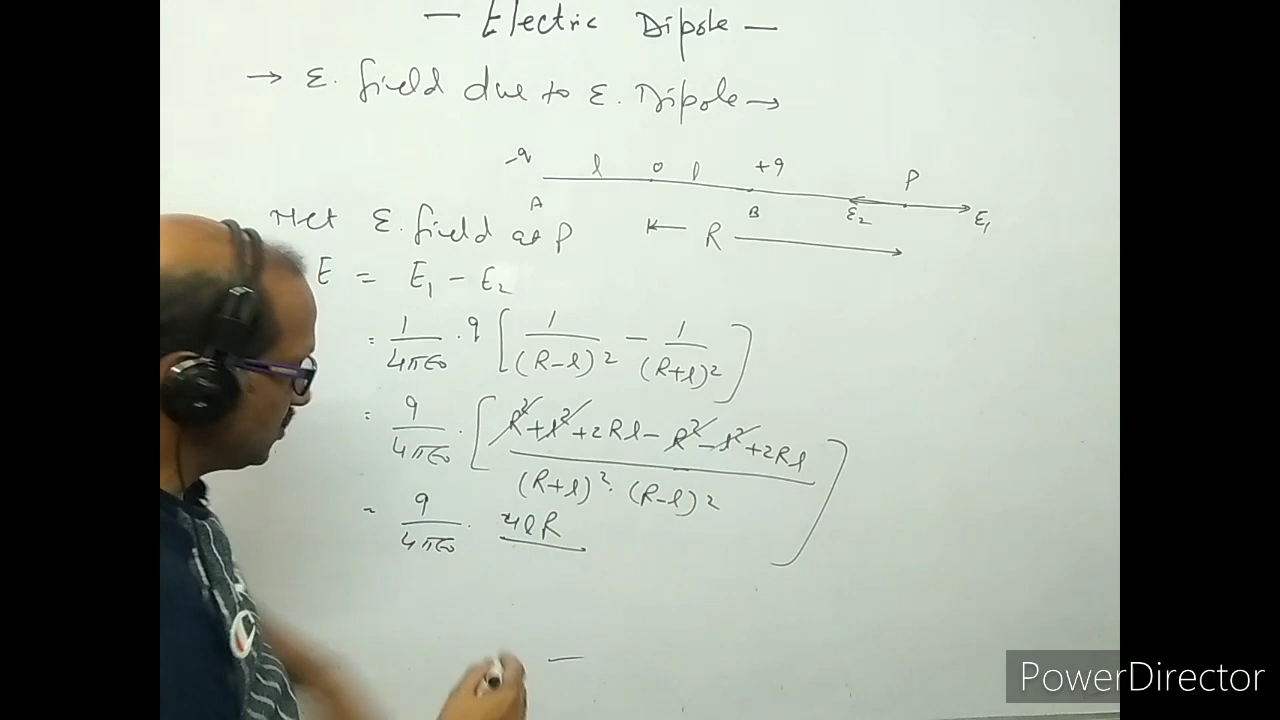 — Electric Dipole —
→ E. field due to E. Dipole →
-q l O l +q P
A B E₂ E₁
Net E. field at P R
E = E₁ - E₂
= 1/4πε₀ · q [ 1/(R-l)² - 1/(R+l)² ]
= q/4πε₀ · [ R²+l²+2Rl-R²-l²+2Rl / (R+l)² · (R-l)² ]
= q/4πε₀ · 4lR
PowerDirector